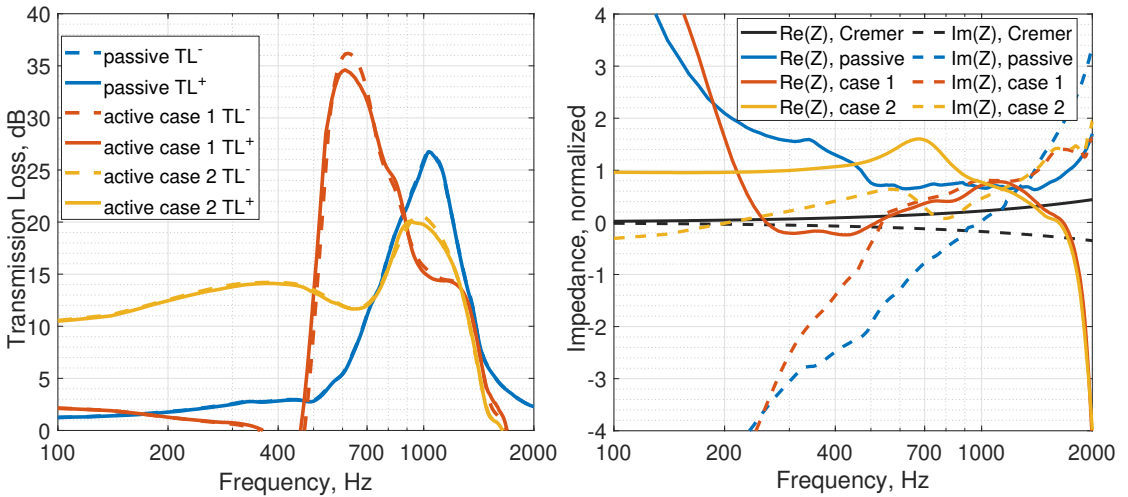 40
35
30
25
20
15
10
5
0
Transmission Loss, dB
passive TL⁻
passive TL⁺
active case 1 TL⁻
active case 1 TL⁺
active case 2 TL⁻
active case 2 TL⁺
100 200 400 700 1000 2000
Frequency, Hz
4
3
2
1
0
-1
-2
-3
-4
Impedance, normalized
Re(Z), Cremer Im(Z), Cremer
Re(Z), passive Im(Z), passive
Re(Z), case 1 Im(Z), case 1
Re(Z), case 2 Im(Z), case 2
100 200 400 700 1000 2000
Frequency, Hz